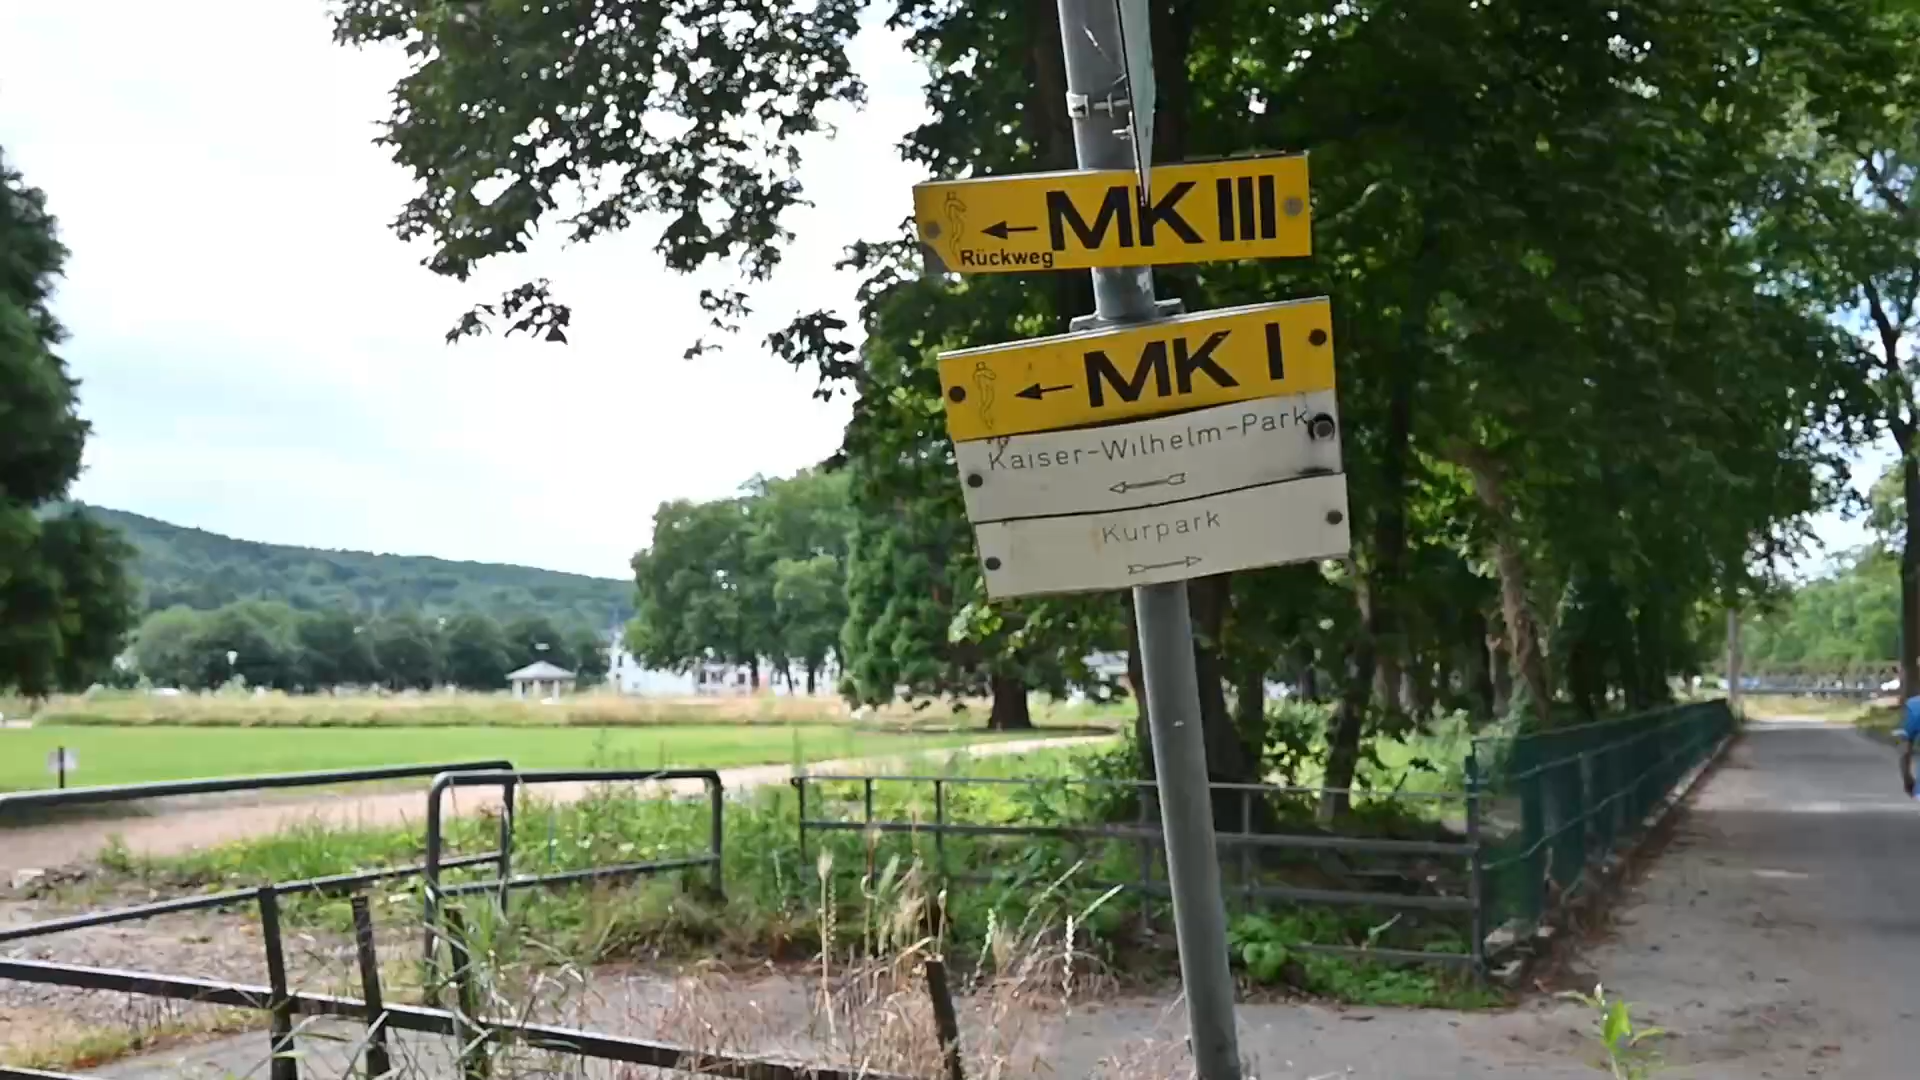 MK III
Rückweg
MK I
Kaiser-Wilhelm-Park
Kurpark